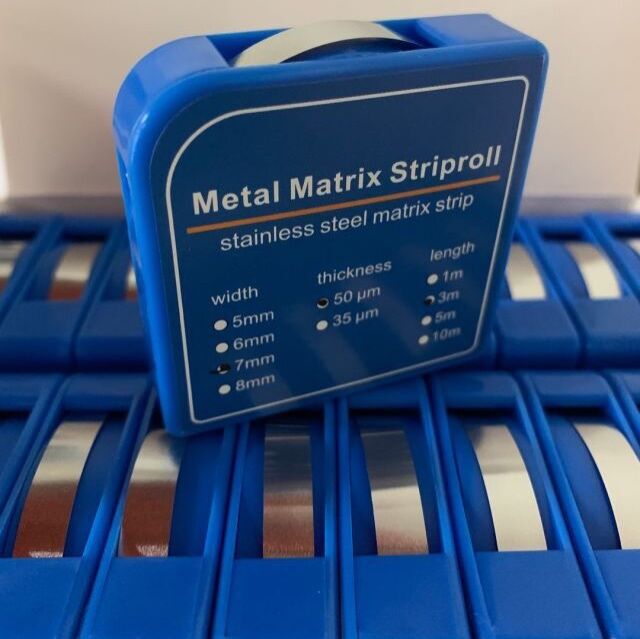 Metal Matrix Striproll
stainless steel matrix strip
width
5mm
6mm
7mm
8mm
thickness
50 µm
35 µm
length
1m
3m
5m
10m